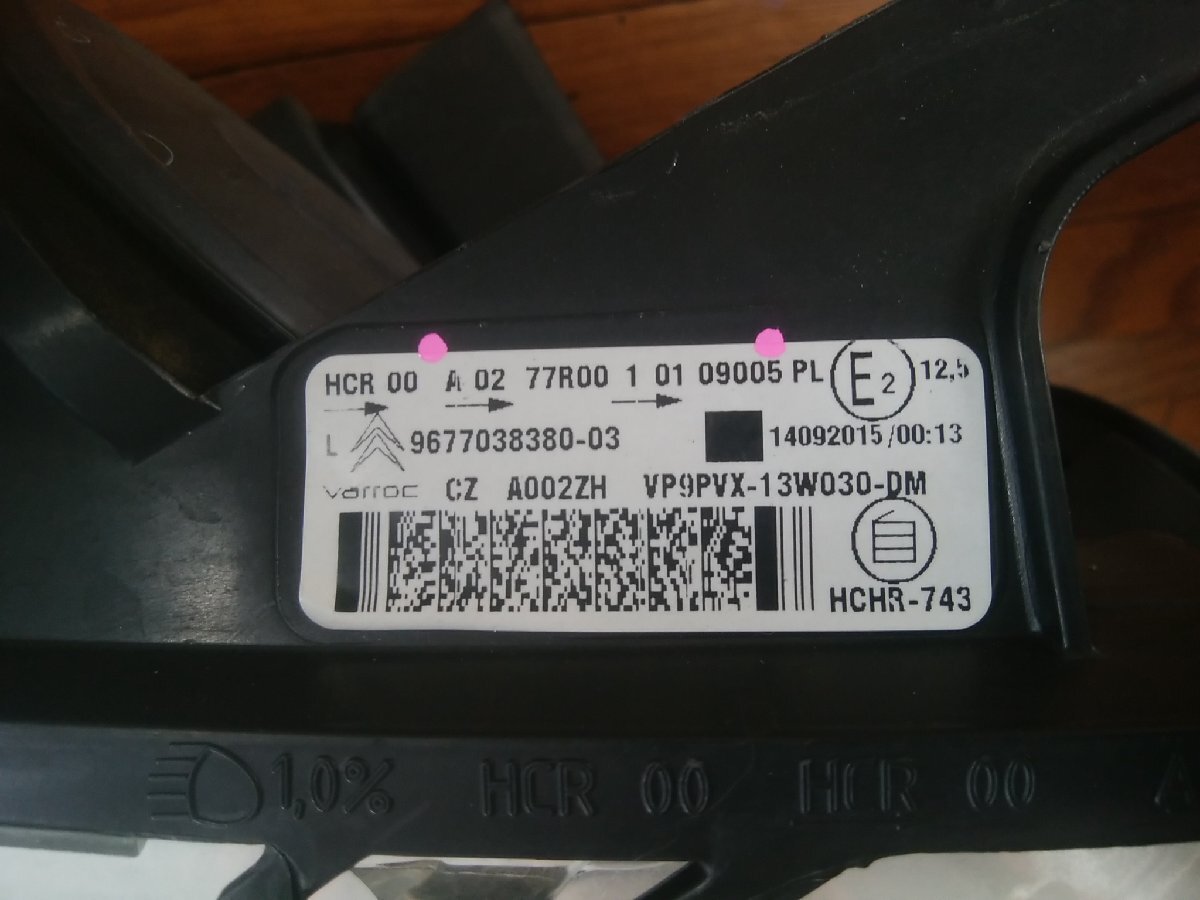 HCR 00 A 02 77R00 1 01 09005 PL E2 12,5
L 9677038380-03 14092015/00:13
varroc CZ A002ZH VP9PVX-13W030-DM
HCHR-743
1,0% HCR 00 HCR 00 A